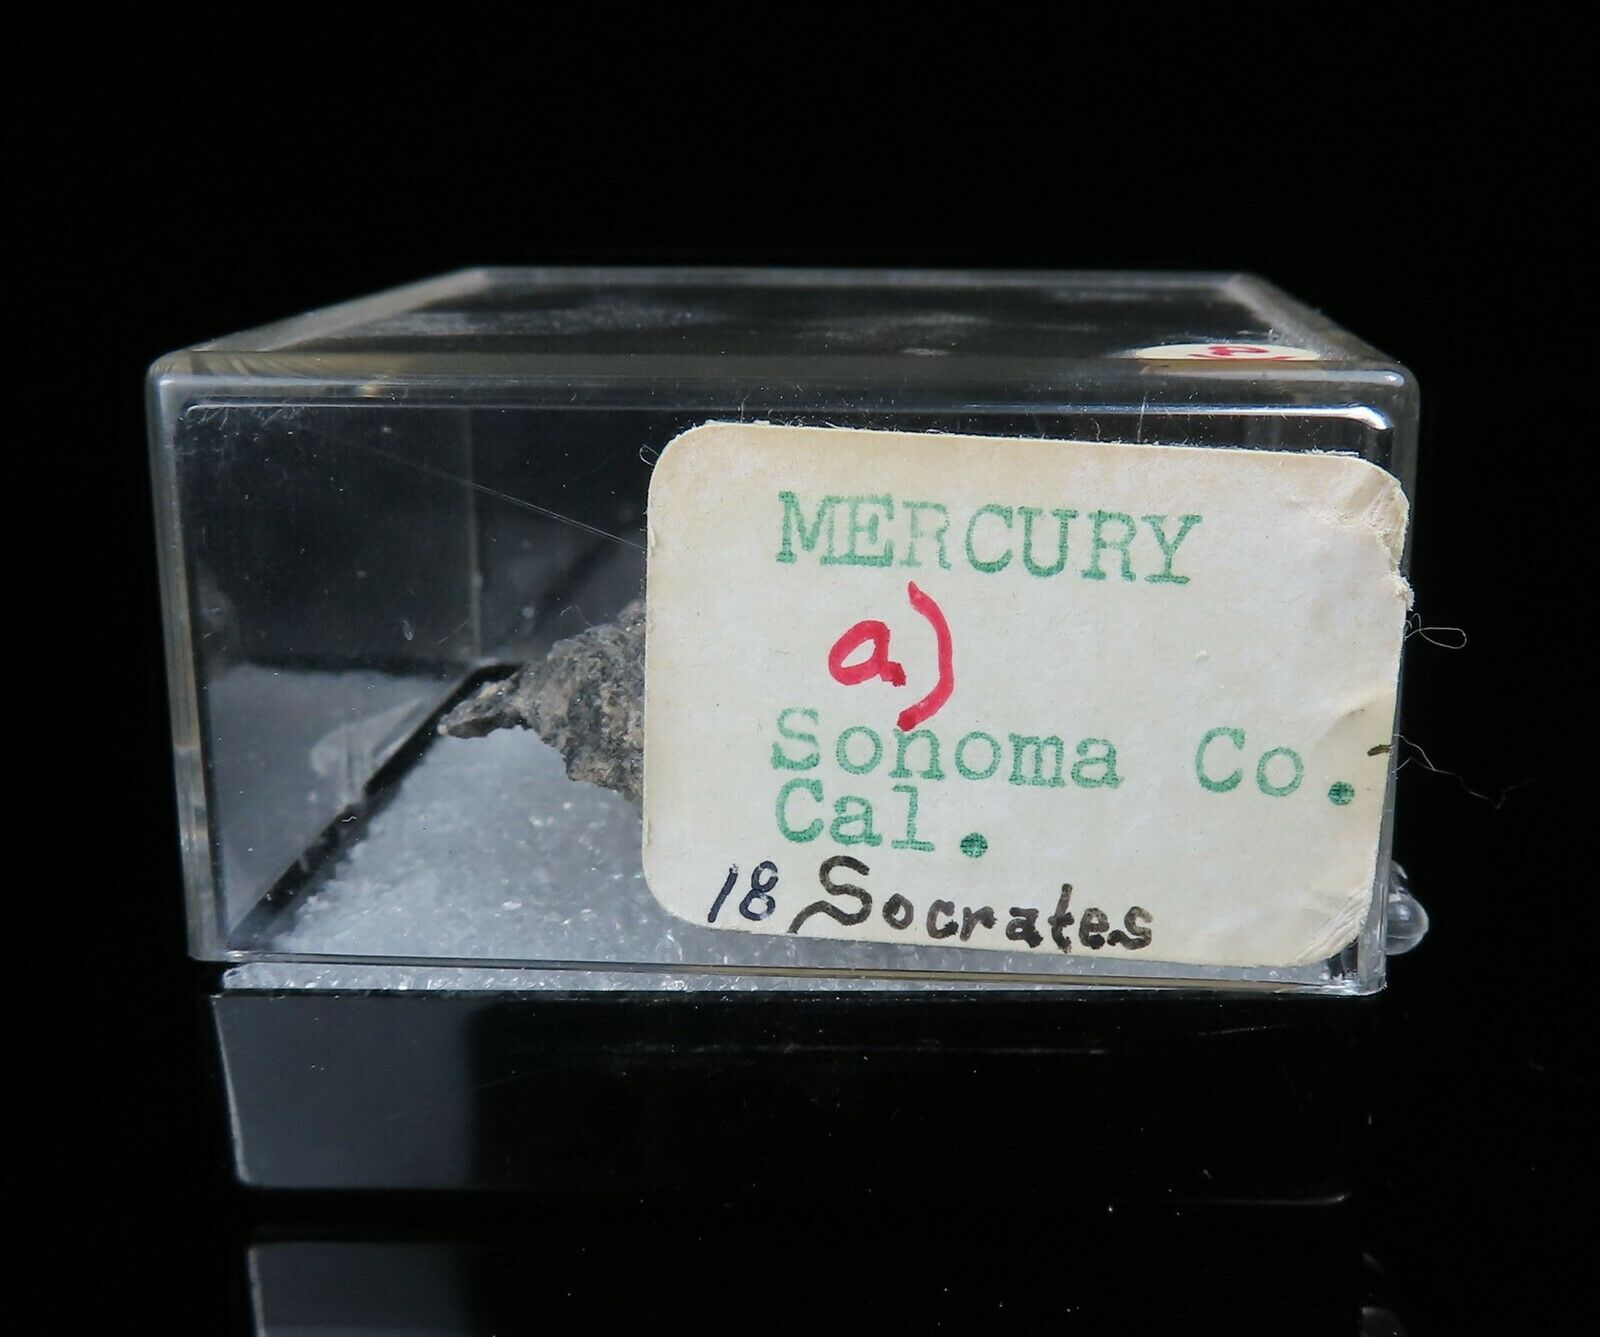 MERCURY
a)
Sonoma Co.
Cal.
18 Socrates